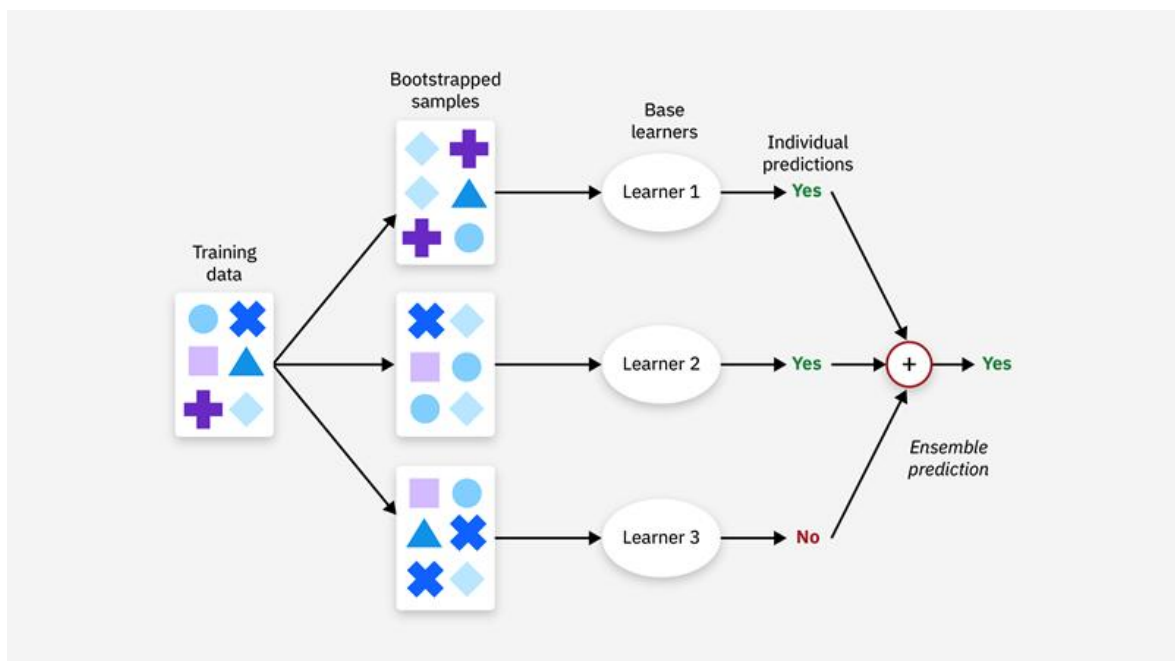 Bootstrapped
samples
Base
learners
Individual
predictions
Learner 1
Yes
Training
data
Learner 2
Yes
+
Yes
Ensemble
prediction
Learner 3
No